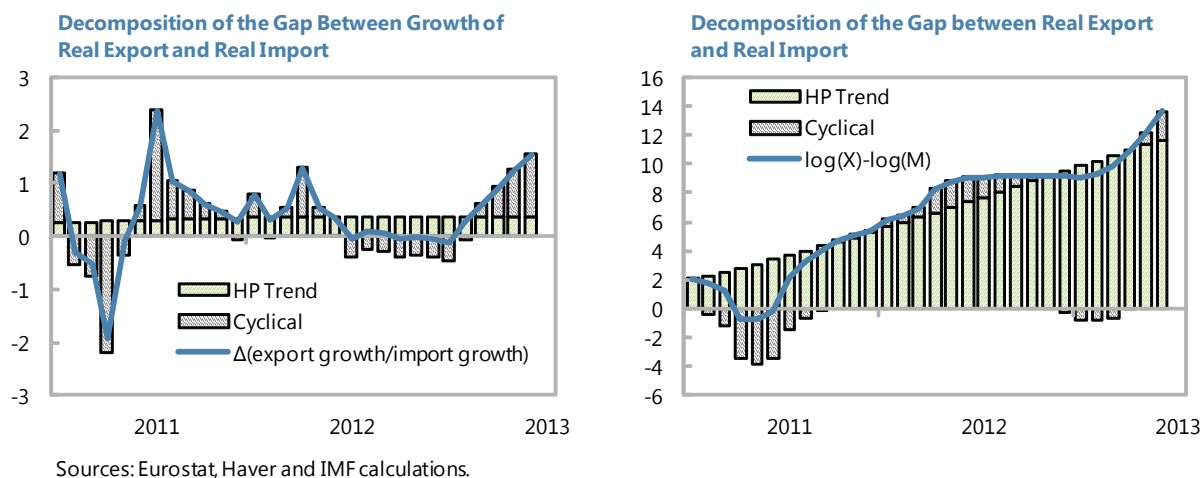 Decomposition of the Gap Between Growth of
Real Export and Real Import
3
2
1
0
-1
-2
-3
HP Trend
Cyclical
Δ(export growth/import growth)
2011
2012
2013
Decomposition of the Gap between Real Export
and Real Import
16
14
12
10
8
6
4
2
0
-2
-4
-6
HP Trend
Cyclical
log(X)-log(M)
2011
2012
2013
Sources: Eurostat, Haver and IMF calculations.